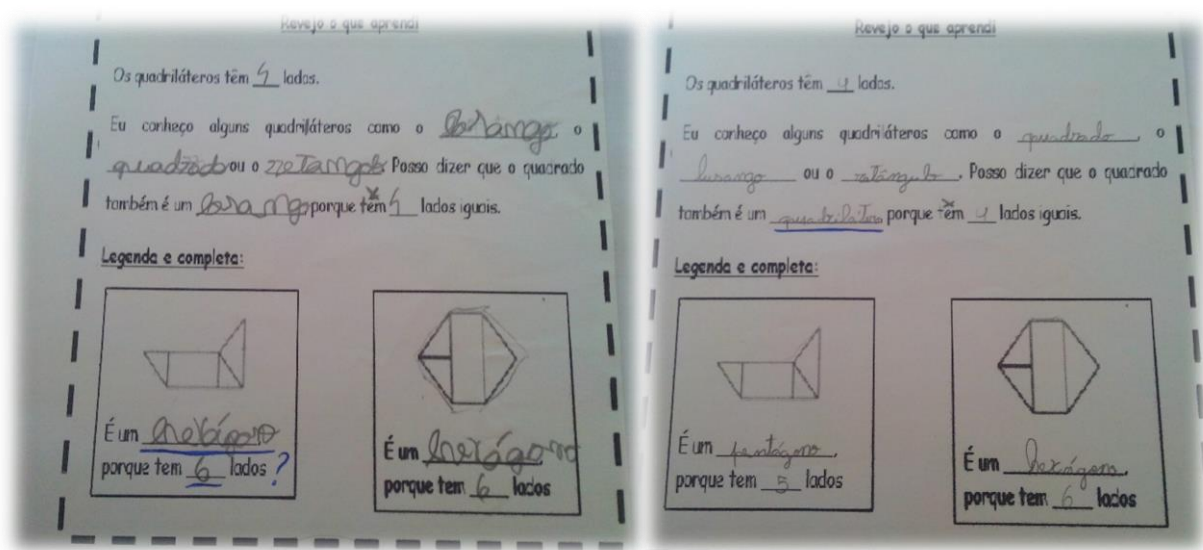 Revejo o que aprendi
Os quadriláteros têm 4 lados.
Eu conheço alguns quadriláteros como o losango, o
quadrado ou o retangolo. Posso dizer que o quadrado
também é um losango porque têm 4 lados iguais.
Legenda e completa:
É um
porque tem 6 lados ?
É um hexágono
porque tem 6 lados
Revejo o que aprendi
Os quadriláteros têm 4 lados.
Eu conheço alguns quadriláteros como o quadrado, o
lusango ou o retângulo. Posso dizer que o quadrado
também é um quadrilátero porque têm 4 lados iguais.
Legenda e completa:
É um pentágono,
porque tem 5 lados
É um hexágono,
porque tem 6 lados